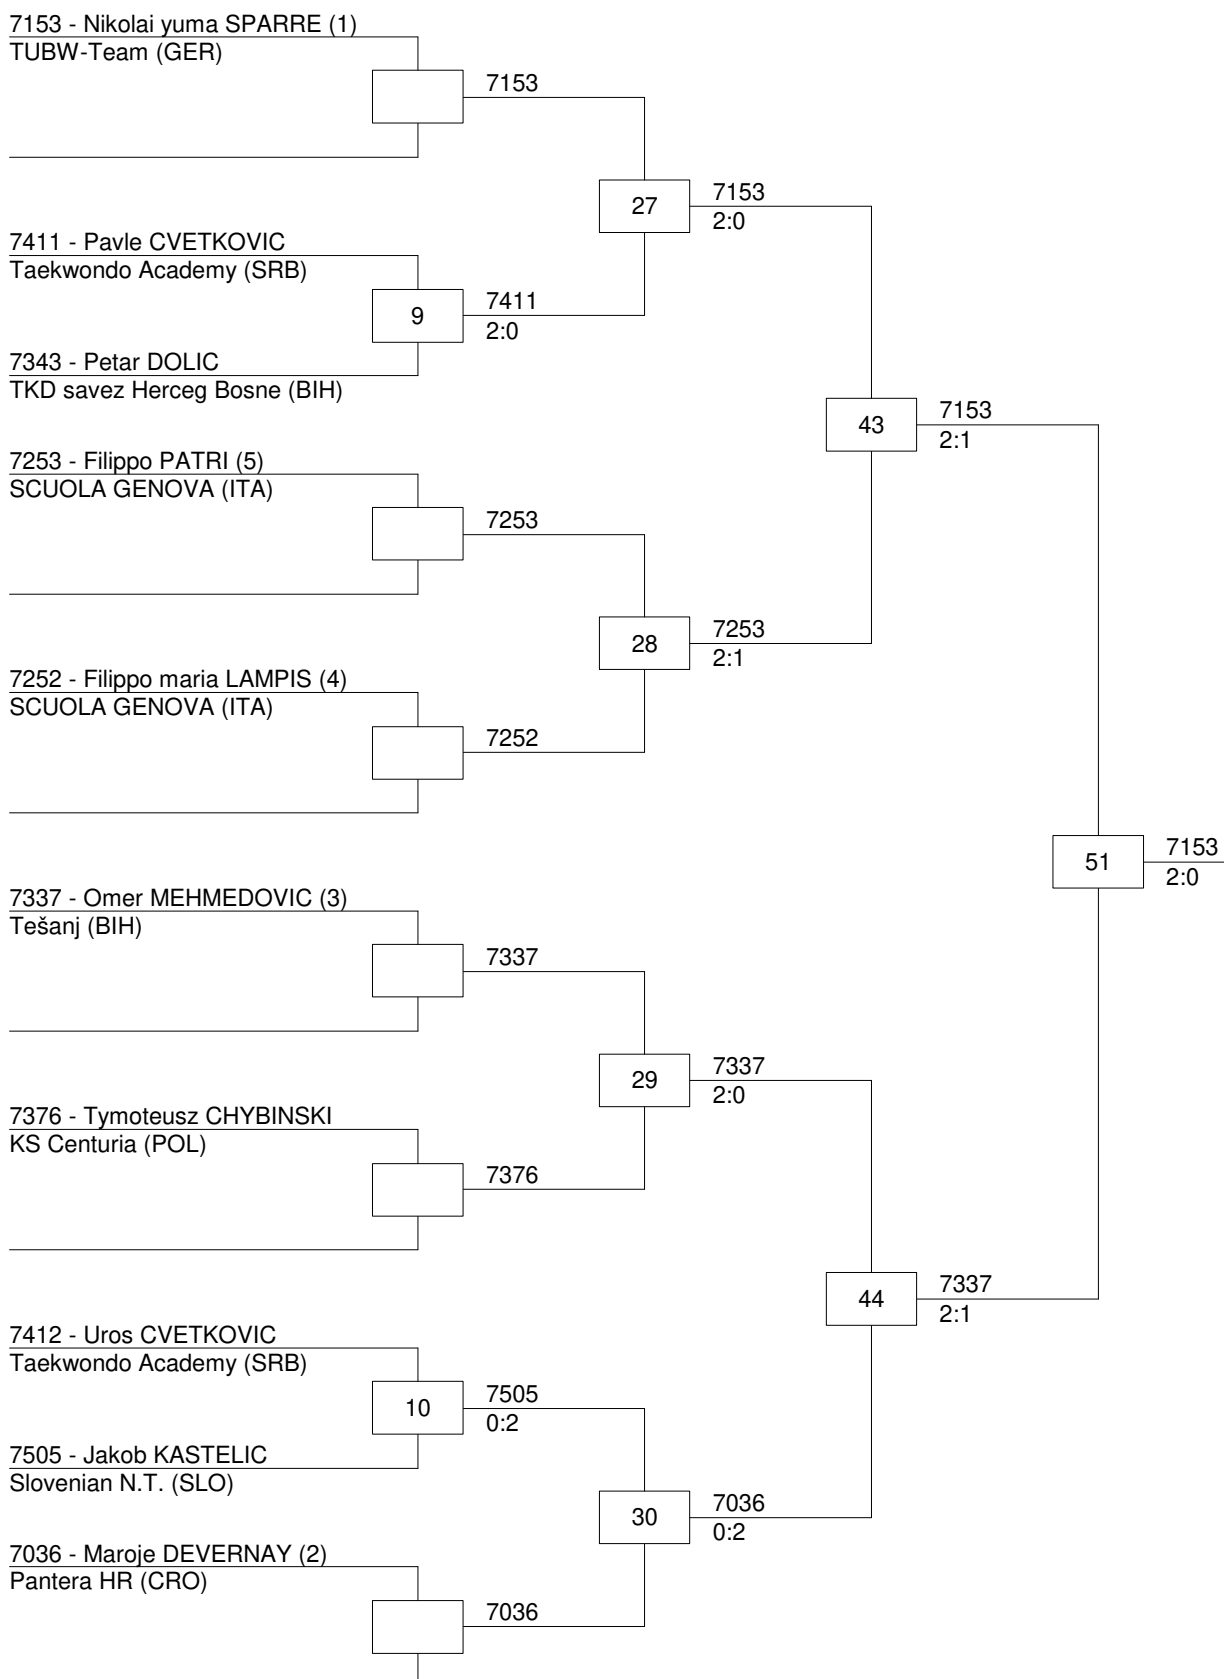 7153 - Nikolai yuma SPARRE (1)
TUBW-Team (GER)
7153
27
7153
2:0
7411 - Pavle CVETKOVIC
Taekwondo Academy (SRB)
9
7411
2:0
7343 - Petar DOLIC
TKD savez Herceg Bosne (BIH)
43
7153
2:1
7253 - Filippo PATRI (5)
SCUOLA GENOVA (ITA)
7253
28
7253
2:1
7252 - Filippo maria LAMPIS (4)
SCUOLA GENOVA (ITA)
7252
51
7153
2:0
7337 - Omer MEHMEDOVIC (3)
Tešanj (BIH)
7337
29
7337
2:0
7376 - Tymoteusz CHYBINSKI
KS Centuria (POL)
7376
44
7337
2:1
7412 - Uros CVETKOVIC
Taekwondo Academy (SRB)
10
7505
0:2
7505 - Jakob KASTELIC
Slovenian N.T. (SLO)
30
7036
0:2
7036 - Maroje DEVERNAY (2)
Pantera HR (CRO)
7036